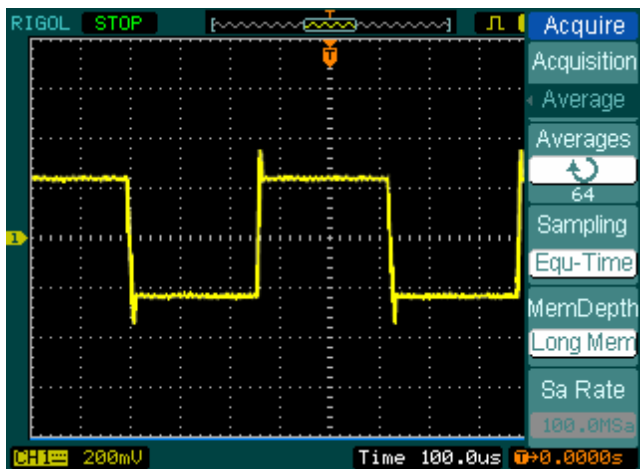 RIGOL STOP
T
Acquire
T
Acquisition
Average
Averages
64
Sampling
Equ-Time
MemDepth
Long Mem
Sa Rate
100.0MSa
1
CH1 200mV Time 100.0us T→0.0000s